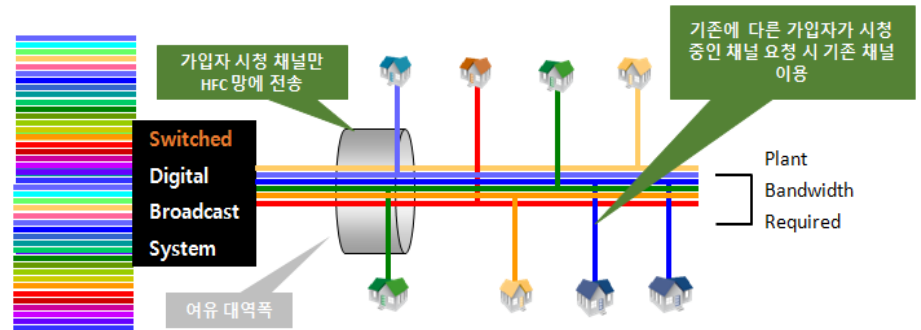 가입자 시청 채널만
HFC 망에 전송
기존에 다른 가입자가 시청
중인 채널 요청 시 기존 채널
이용
Switched
Digital
Broadcast
System
Plant
Bandwidth
Required
여유 대역폭